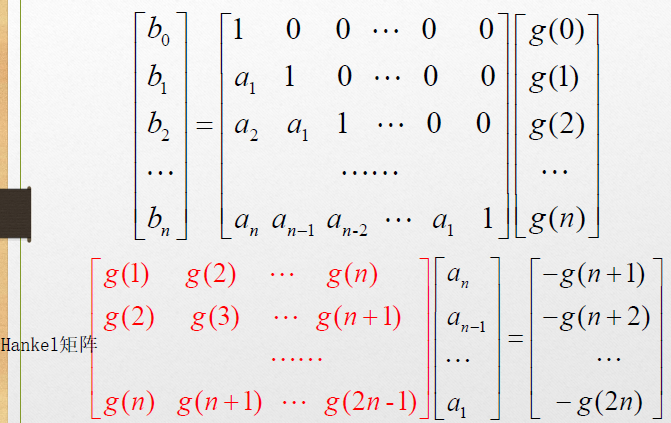 b₀ 1 0 0 ⋯ 0 0 g(0)
b₁ a₁ 1 0 ⋯ 0 0 g(1)
b₂ = a₂ a₁ 1 ⋯ 0 0 g(2)
⋯ ⋯⋯ ⋯
bₙ aₙ aₙ₋₁ aₙ₋₂ ⋯ a₁ 1 g(n)
g(1) g(2) ⋯ g(n) aₙ −g(n+1)
g(2) g(3) ⋯ g(n+1) aₙ₋₁ −g(n+2)
Hankel矩阵 ⋯⋯ ⋯ = ⋯
g(n) g(n+1) ⋯ g(2n-1) a₁ −g(2n)